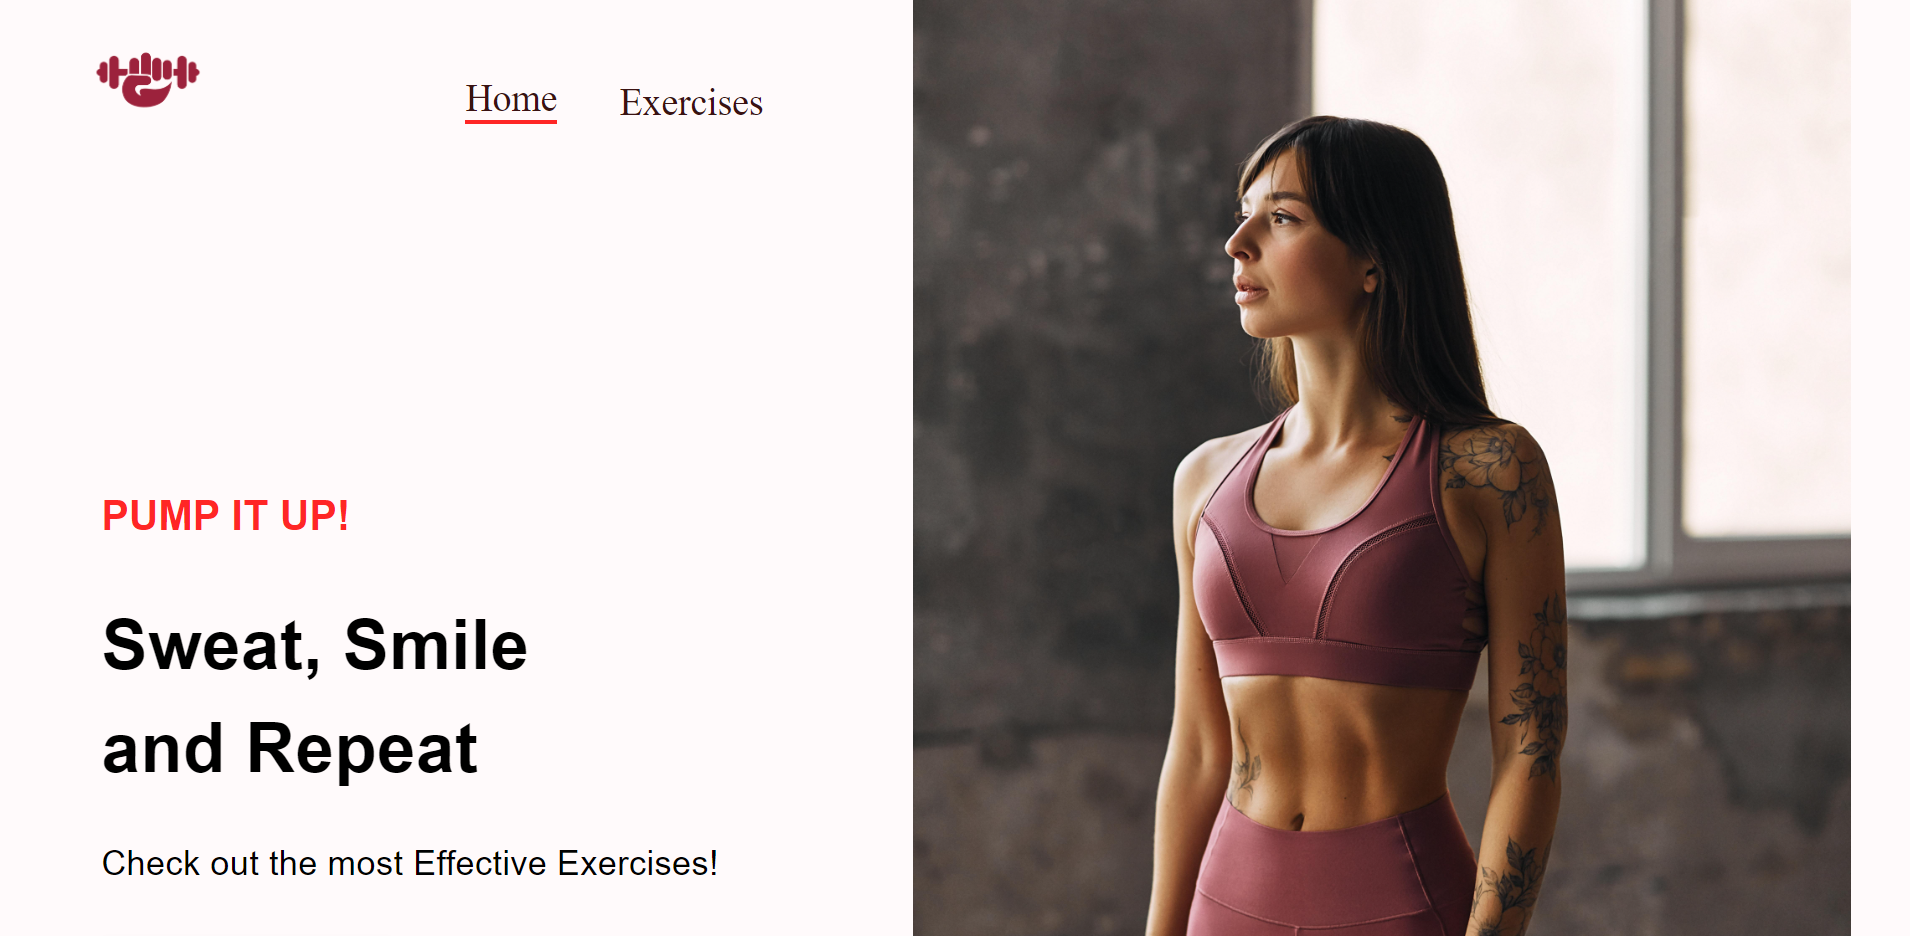 Home
Exercises
PUMP IT UP!
Sweat, Smile
and Repeat
Check out the most Effective Exercises!